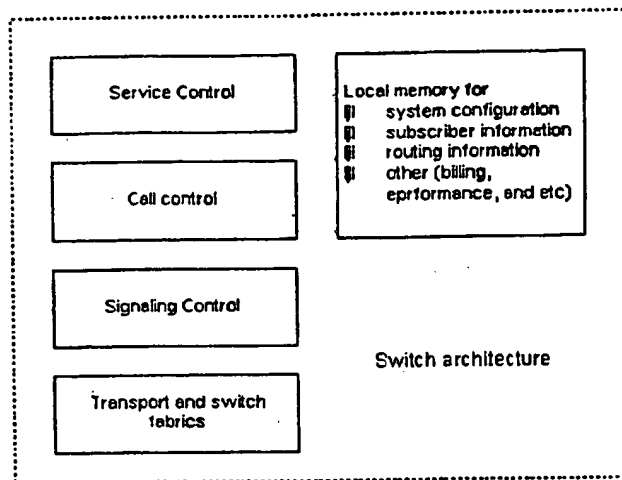 Service Control
Call control
Signaling Control
Transport and switch
fabrics
Local memory for
system configuration
subscriber information
routing information
other (billing,
eprformance, and etc)
Switch architecture